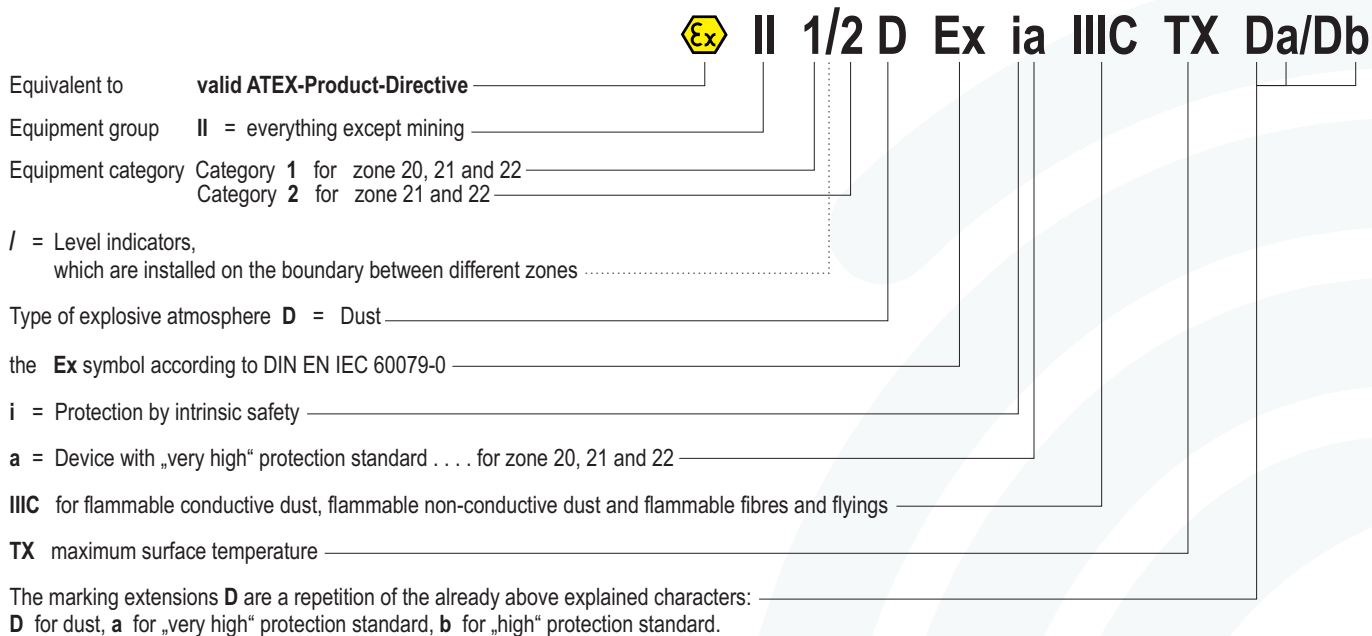 Ex II 1/2 D Ex ia IIIC TX Da/Db
Equivalent to valid ATEX-Product-Directive
Equipment group II = everything except mining
Equipment category Category 1 for zone 20, 21 and 22
Category 2 for zone 21 and 22
/ = Level indicators,
which are installed on the boundary between different zones
Type of explosive atmosphere D = Dust
the Ex symbol according to DIN EN IEC 60079-0
i = Protection by intrinsic safety
a = Device with „very high“ protection standard . . . . for zone 20, 21 and 22
IIIC for flammable conductive dust, flammable non-conductive dust and flammable fibres and flyings
TX maximum surface temperature
The marking extensions D are a repetition of the already above explained characters:
D for dust, a for „very high“ protection standard, b for „high“ protection standard.